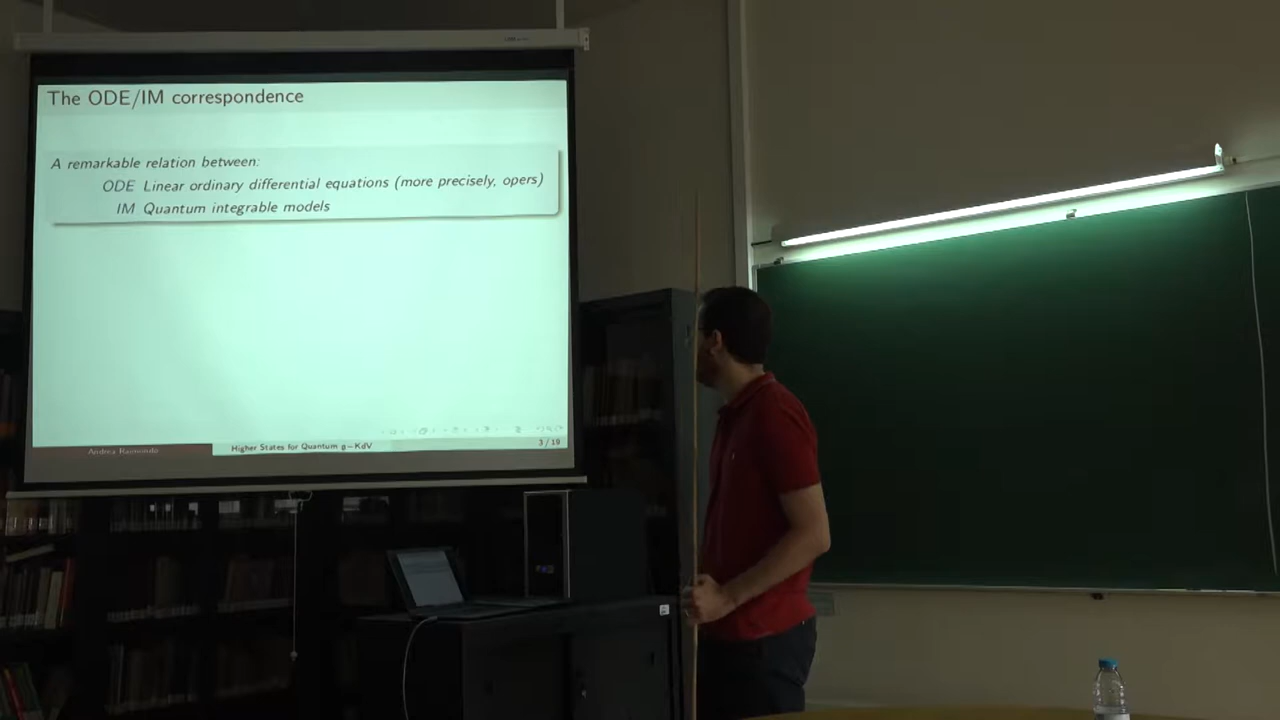 The ODE/IM correspondence
A remarkable relation between:
ODE Linear ordinary differential equations (more precisely, opers)
IM Quantum integrable models
Andrea Raimondo
Higher States for Quantum g−KdV
3 / 19